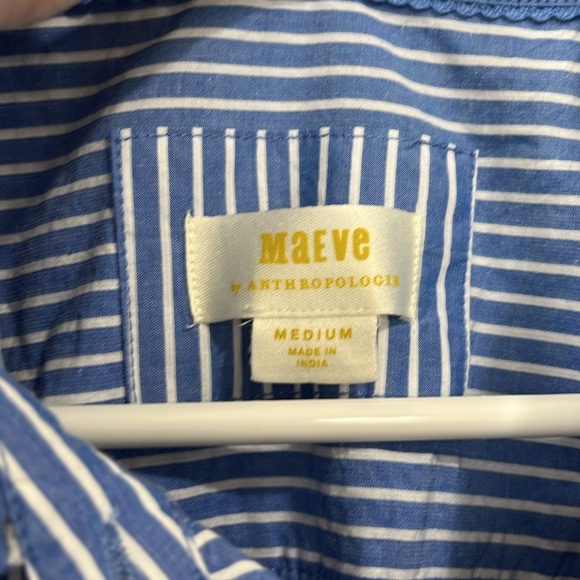 MaEve
by ANTHROPOLOGIE
MEDIUM
MADE IN
INDIA